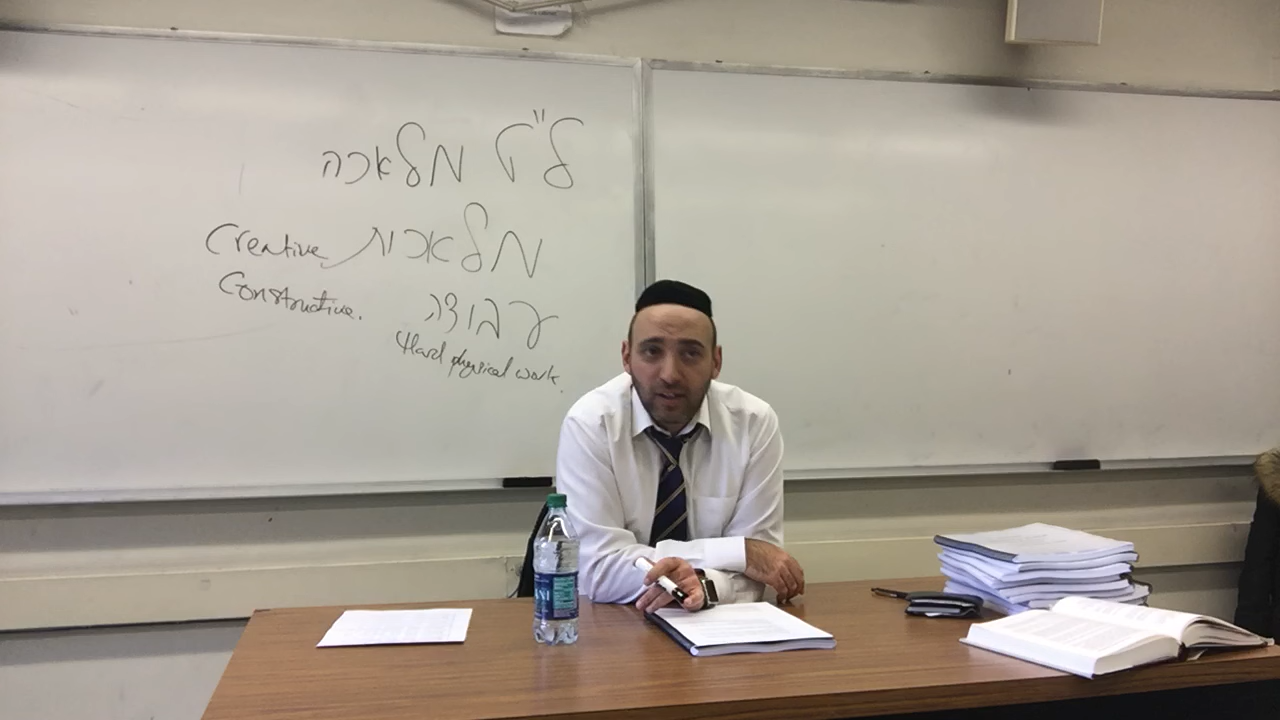 ל"ט מלאכה
מלאכות Creative
Constructive.
עבודה
Hard physical work.